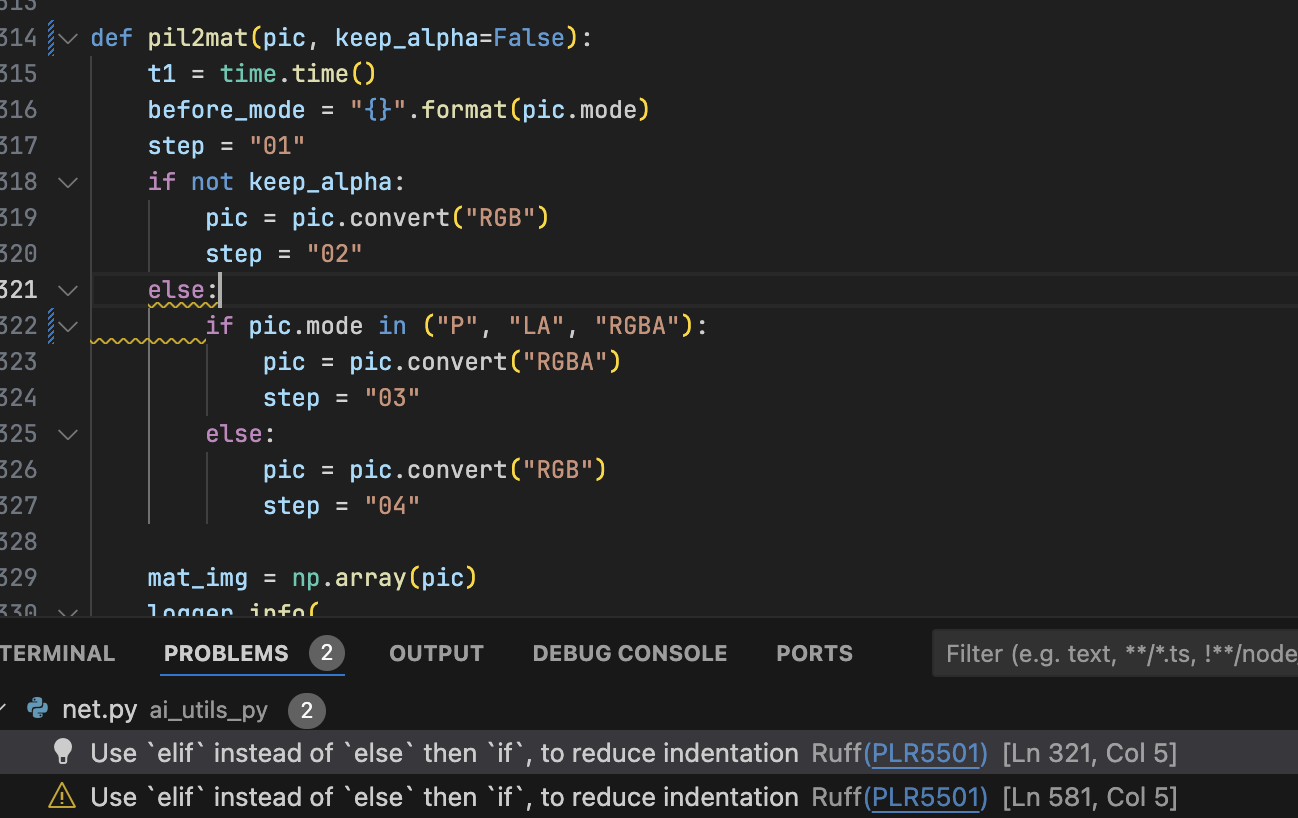 313
314 def pil2mat(pic, keep_alpha=False):
315 t1 = time.time()
316 before_mode = "{}".format(pic.mode)
317 step = "01"
318 if not keep_alpha:
319 pic = pic.convert("RGB")
320 step = "02"
321 else:
322 if pic.mode in ("P", "LA", "RGBA"):
323 pic = pic.convert("RGBA")
324 step = "03"
325 else:
326 pic = pic.convert("RGB")
327 step = "04"
328
329 mat_img = np.array(pic)
330 logger.info(
TERMINAL PROBLEMS 2 OUTPUT DEBUG CONSOLE PORTS Filter (e.g. text, **/*.ts, !**/node
net.py ai_utils_py 2
Use `elif` instead of `else` then `if`, to reduce indentation Ruff(PLR5501) [Ln 321, Col 5]
Use `elif` instead of `else` then `if`, to reduce indentation Ruff(PLR5501) [Ln 581, Col 5]